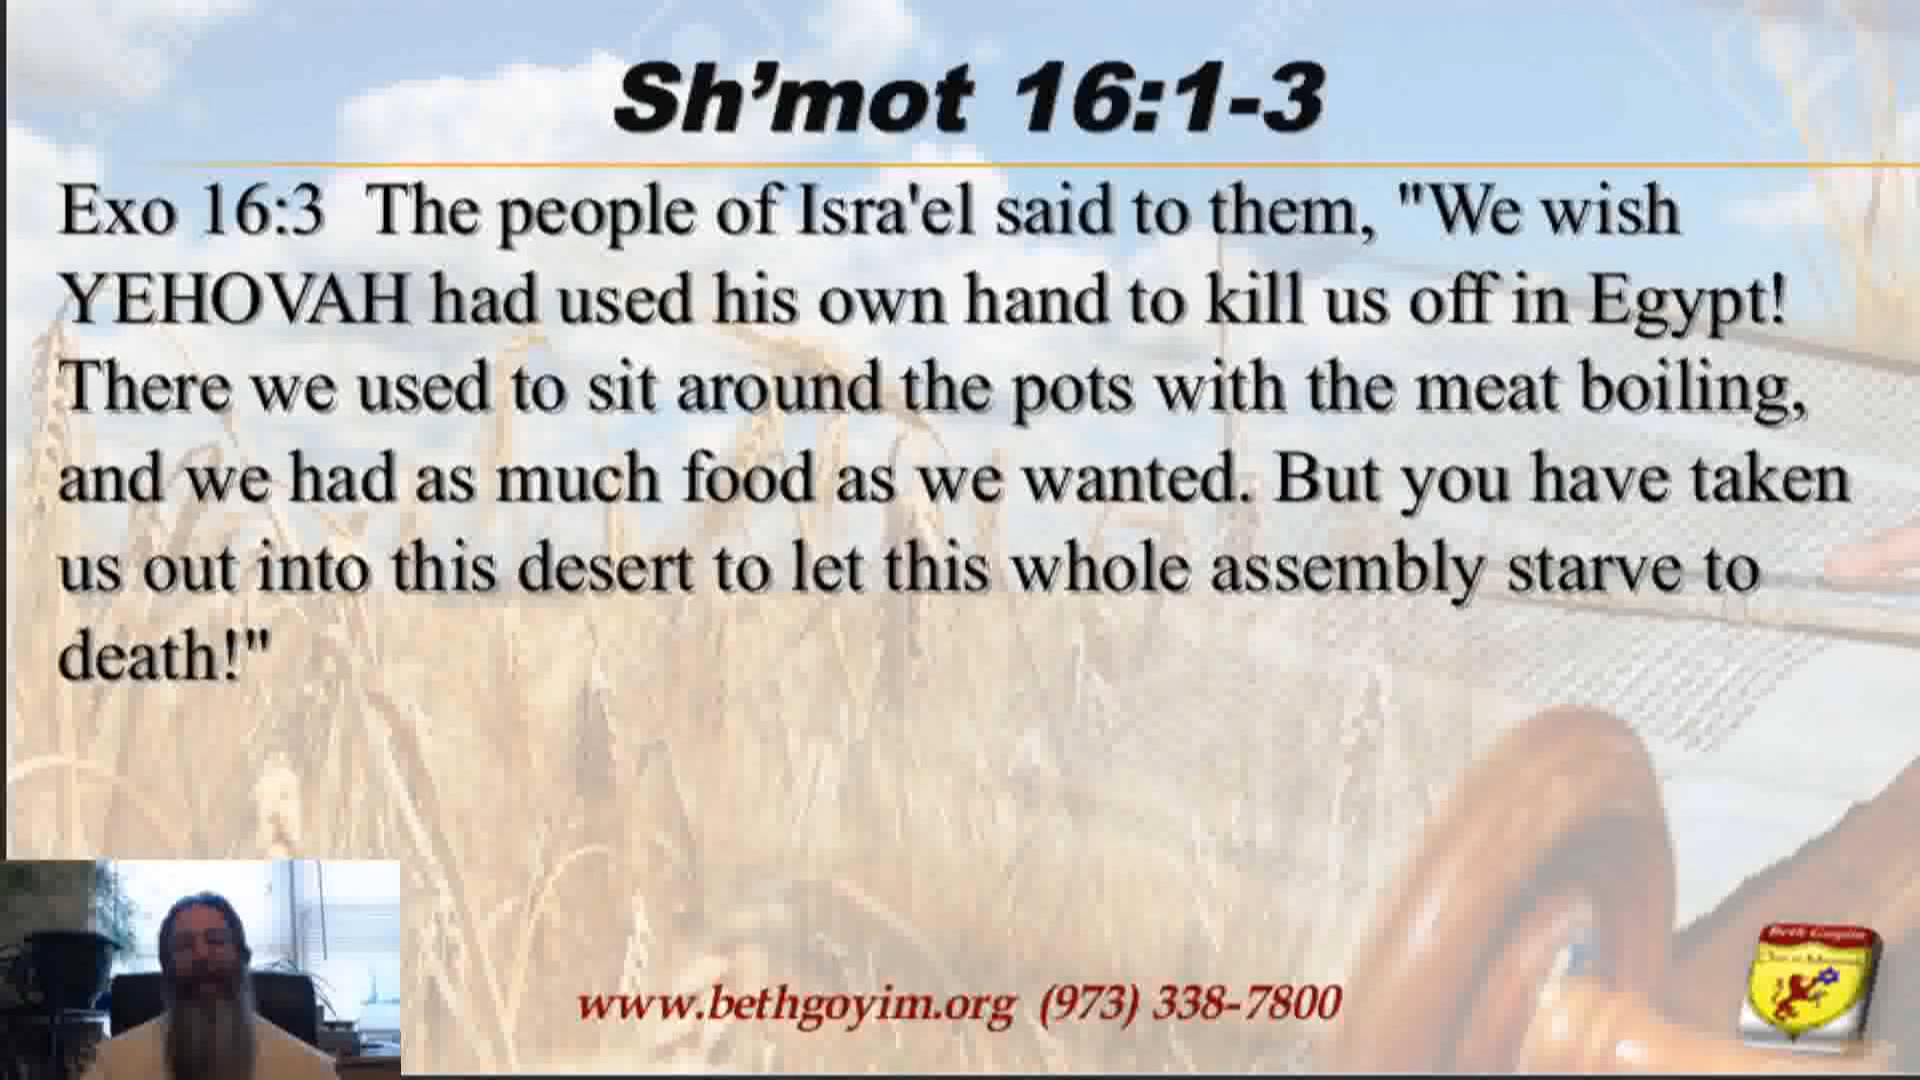 Sh’mot 16:1-3
Exo 16:3 The people of Isra'el said to them, "We wish
YEHOVAH had used his own hand to kill us off in Egypt!
There we used to sit around the pots with the meat boiling,
and we had as much food as we wanted. But you have taken
us out into this desert to let this whole assembly starve to
death!"
www.bethgoyim.org (973) 338-7800
Beth Goyim